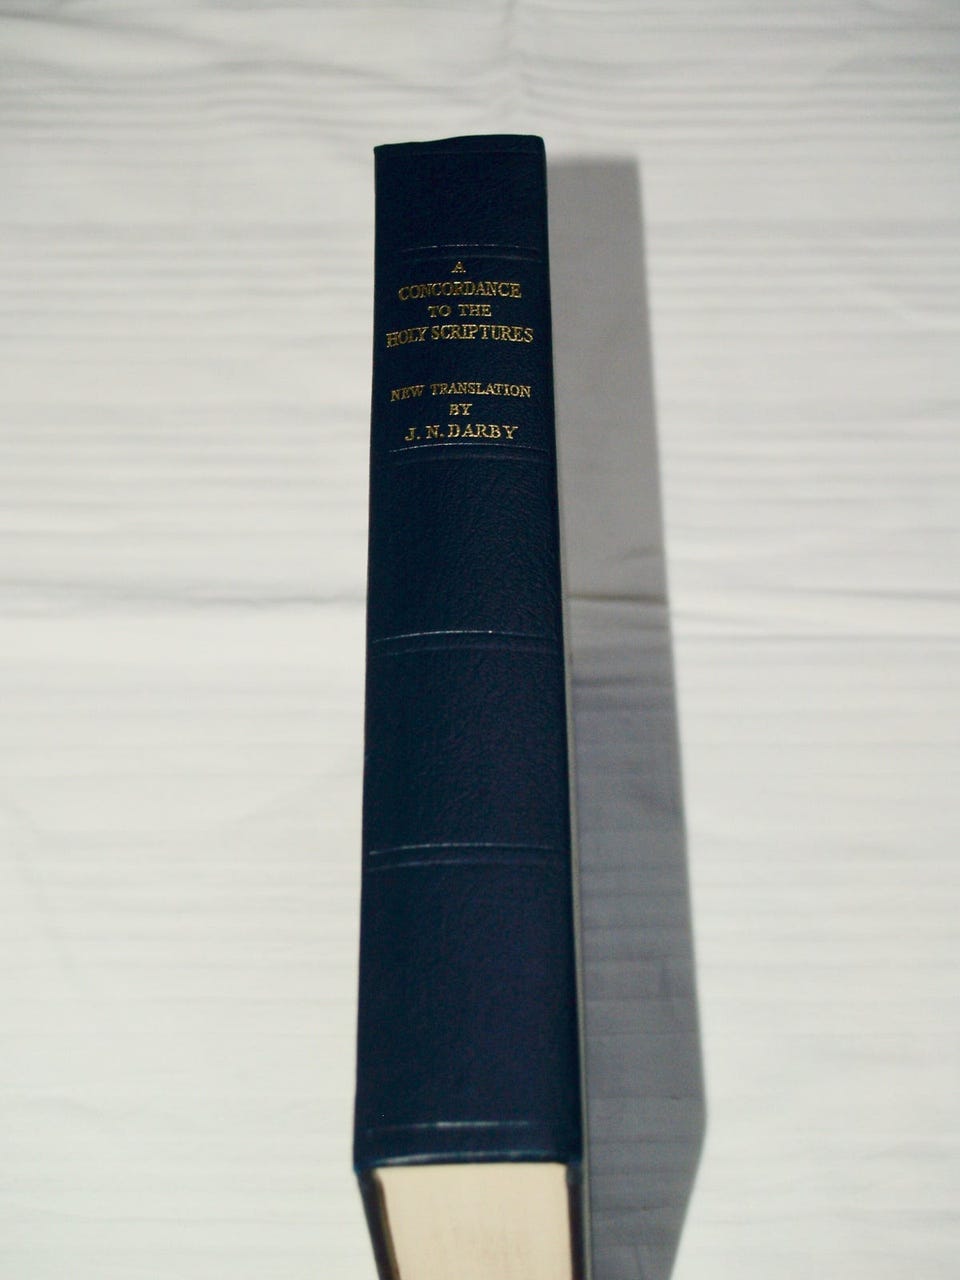 A
CONCORDANCE
TO THE
HOLY SCRIPTURES
NEW TRANSLATION
BY
J. N. DARBY